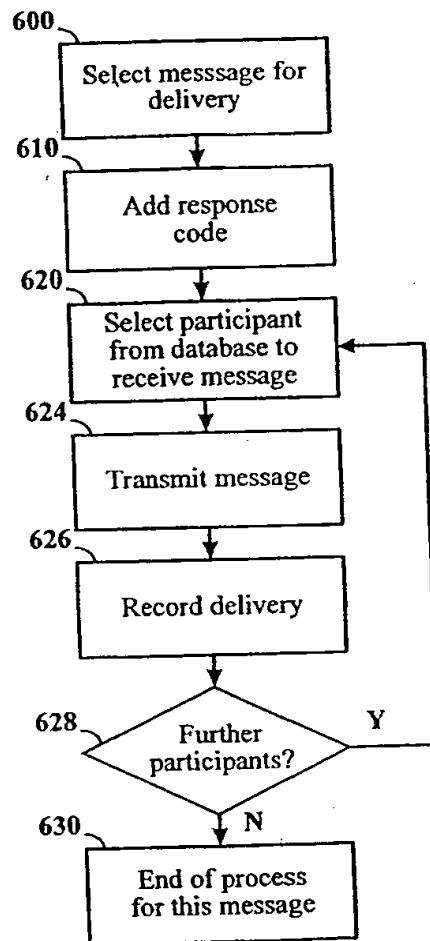 600
Select messsage for
delivery
610
Add response
code
620
Select participant
from database to
receive message
624
Transmit message
626
Record delivery
628
Further
participants?
Y
N
630
End of process
for this message